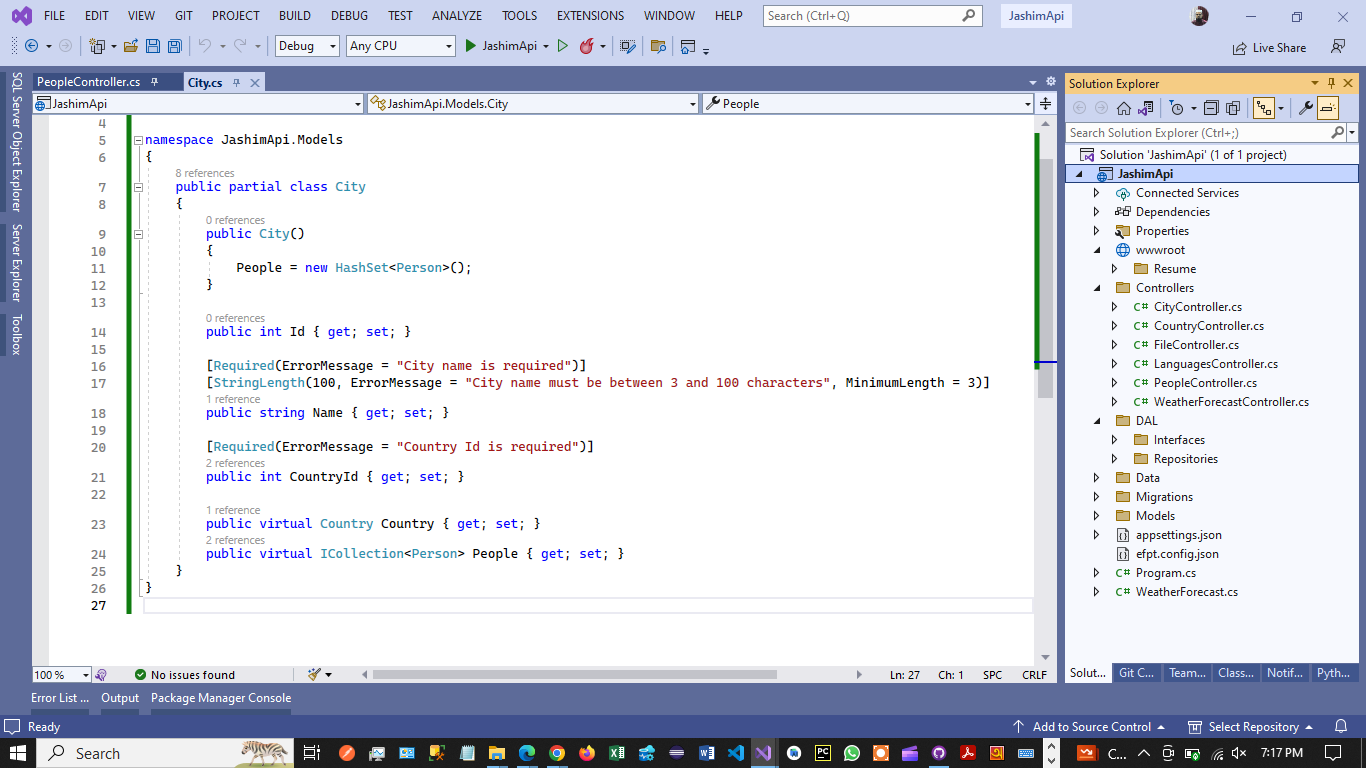 FILE EDIT VIEW GIT PROJECT BUILD DEBUG TEST ANALYZE TOOLS EXTENSIONS WINDOW HELP Search (Ctrl+Q) JashimApi
Debug Any CPU JashimApi Live Share
SQL Server Object Explorer
Server Explorer
Toolbox
PeopleController.cs City.cs
JashimApi JashimApi.Models.City People
4
5 namespace JashimApi.Models
6 {
8 references
7 public partial class City
8 {
0 references
9 public City()
10 {
11 People = new HashSet<Person>();
12 }
13
0 references
14 public int Id { get; set; }
15
16 [Required(ErrorMessage = "City name is required")]
17 [StringLength(100, ErrorMessage = "City name must be between 3 and 100 characters", MinimumLength = 3)]
1 reference
18 public string Name { get; set; }
19
20 [Required(ErrorMessage = "Country Id is required")]
2 references
21 public int CountryId { get; set; }
22
1 reference
23 public virtual Country Country { get; set; }
2 references
24 public virtual ICollection<Person> People { get; set; }
25 }
26 }
27
100 % No issues found Ln: 27 Ch: 1 SPC CRLF
Error List ... Output Package Manager Console
Solution Explorer
Search Solution Explorer (Ctrl+;)
Solution 'JashimApi' (1 of 1 project)
JashimApi
Connected Services
Dependencies
Properties
wwwroot
Resume
Controllers
C# CityController.cs
C# CountryController.cs
C# FileController.cs
C# LanguagesController.cs
C# PeopleController.cs
C# WeatherForecastController.cs
DAL
Interfaces
Repositories
Data
Migrations
Models
appsettings.json
efpt.config.json
C# Program.cs
C# WeatherForecast.cs
Solut... Git C... Team... Class... Notif... Pyth...
Ready Add to Source Control Select Repository
Search PC C... 7:17 PM